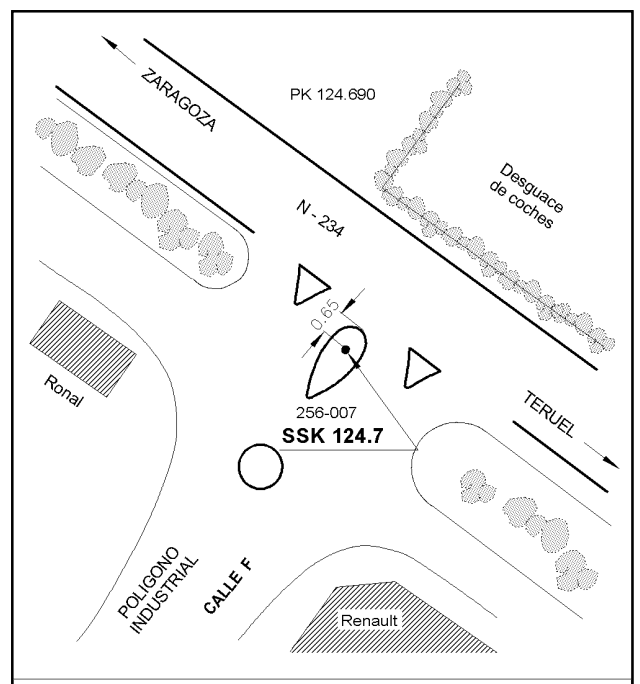 ZARAGOZA
PK 124.690
Desguace
de coches
N - 234
0.65
Ronal
256-007
SSK 124.7
TERUEL
POLIGONO
INDUSTRIAL
CALLE F
Renault